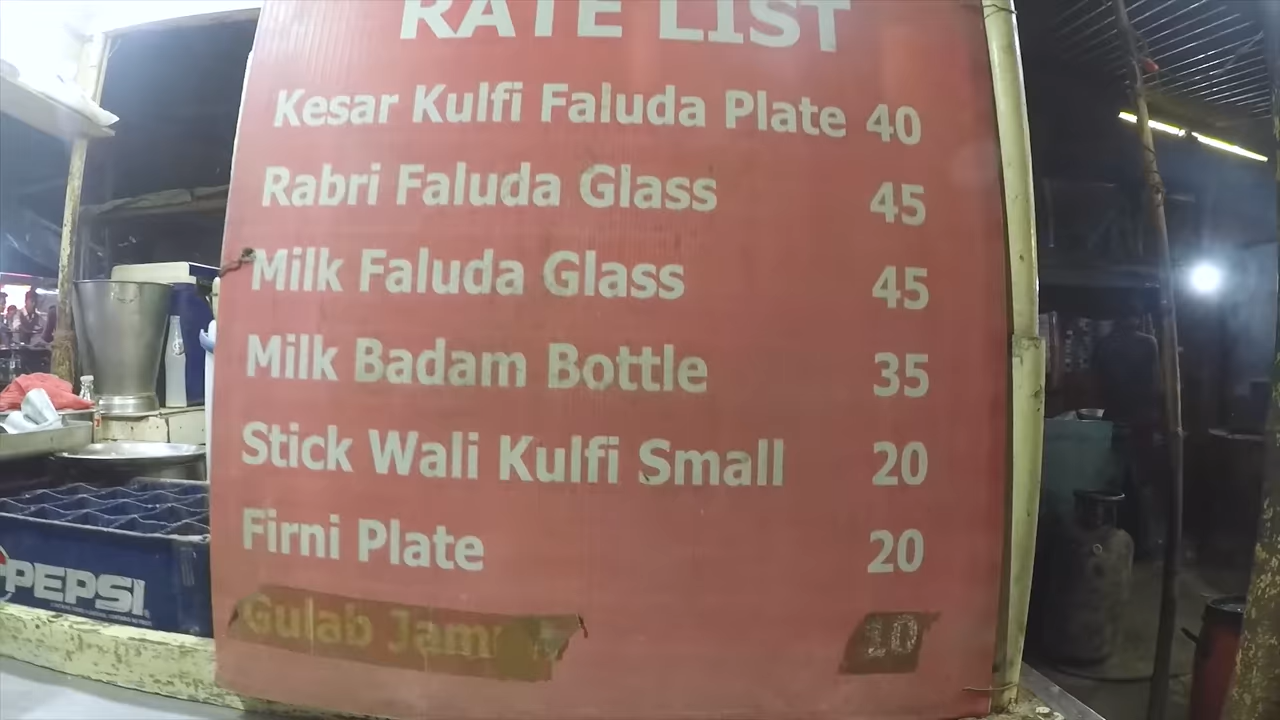 RATE LIST
Kesar Kulfi Faluda Plate 40
Rabri Faluda Glass 45
Milk Faluda Glass 45
Milk Badam Bottle 35
Stick Wali Kulfi Small 20
Firni Plate 20
Gulab 10
PEPSI